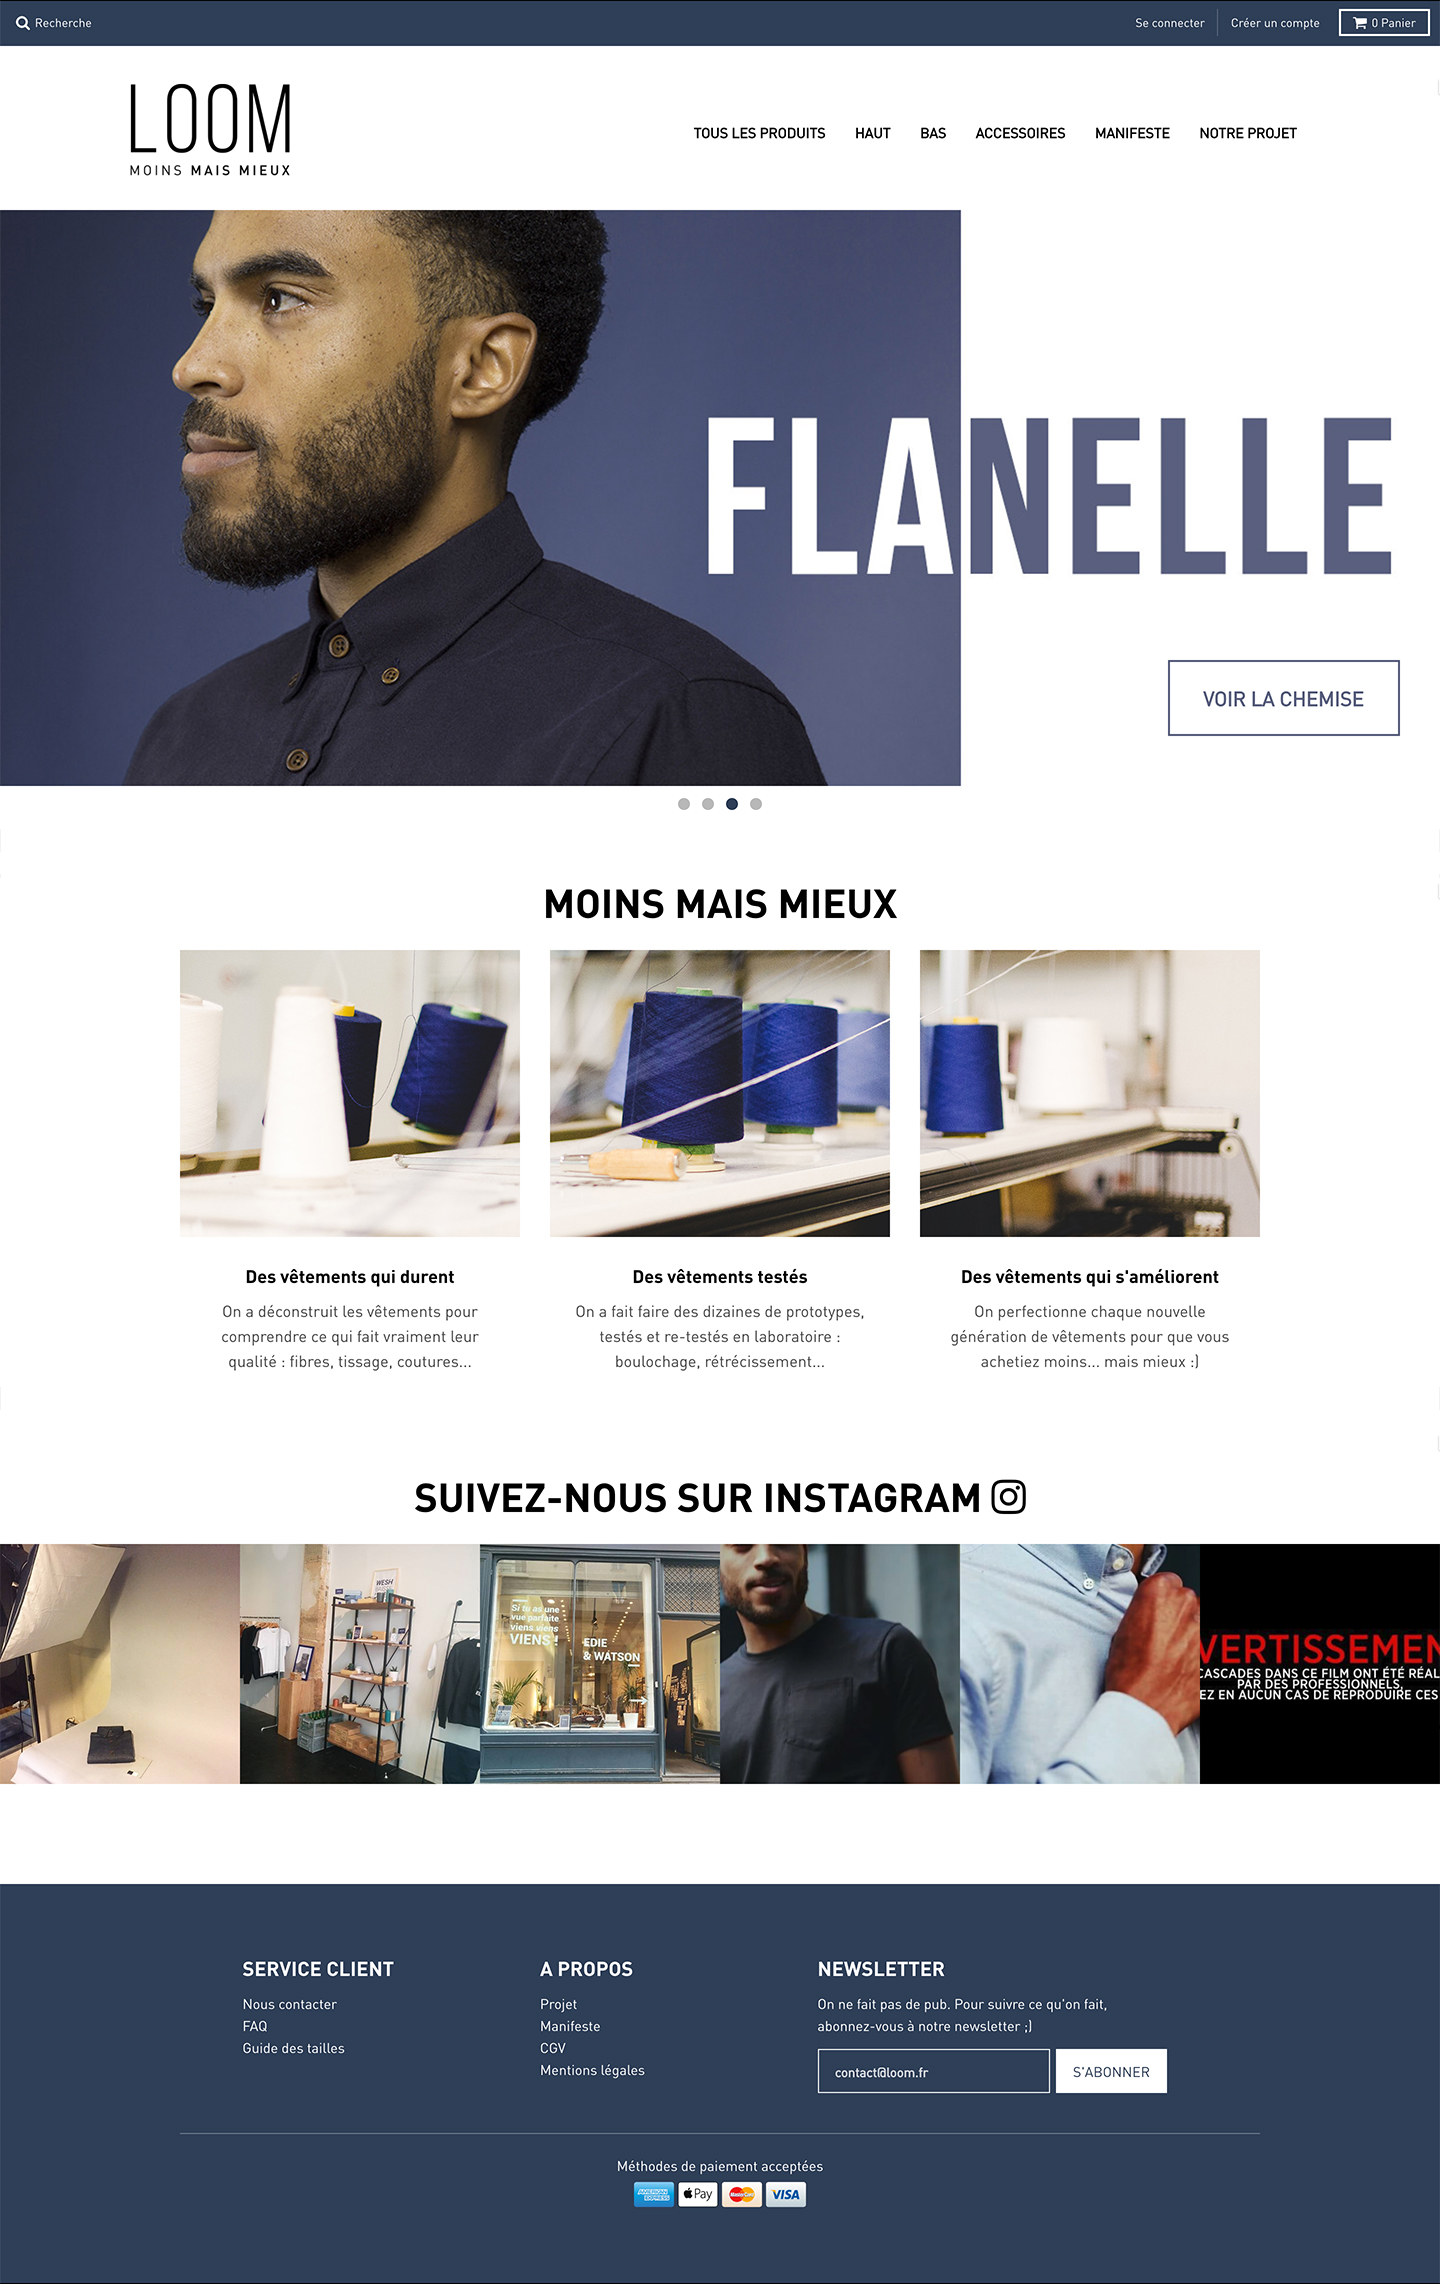 Recherche
Se connecter
Créer un compte
0 Panier
LOOM
MOINS MAIS MIEUX
TOUS LES PRODUITS
HAUT
BAS
ACCESSOIRES
MANIFESTE
NOTRE PROJET
FLANELLE
VOIR LA CHEMISE
MOINS MAIS MIEUX
Des vêtements qui durent
On a déconstruit les vêtements pour
comprendre ce qui fait vraiment leur
qualité : fibres, tissage, coutures...
Des vêtements testés
On a fait faire des dizaines de prototypes,
testés et re-testés en laboratoire :
boulochage, rétrécissement...
Des vêtements qui s'améliorent
On perfectionne chaque nouvelle
génération de vêtements pour que vous
achetiez moins... mais mieux :)
SUIVEZ-NOUS SUR INSTAGRAM
WESH
Si tu as une
vue parfaite
viens viens
VIENS !
EDIE
& WATSON
VERTISSEMEN
CASCADES DANS CE FILM ONT ÉTÉ RÉAL
PAR DES PROFESSIONNELS,
EZ EN AUCUN CAS DE REPRODUIRE CES
SERVICE CLIENT
Nous contacter
FAQ
Guide des tailles
A PROPOS
Projet
Manifeste
CGV
Mentions légales
NEWSLETTER
On ne fait pas de pub. Pour suivre ce qu'on fait,
abonnez-vous à notre newsletter ;)
contact@loom.fr
S'ABONNER
Méthodes de paiement acceptées
AMERICAN EXPRESS
Pay
MasterCard
VISA